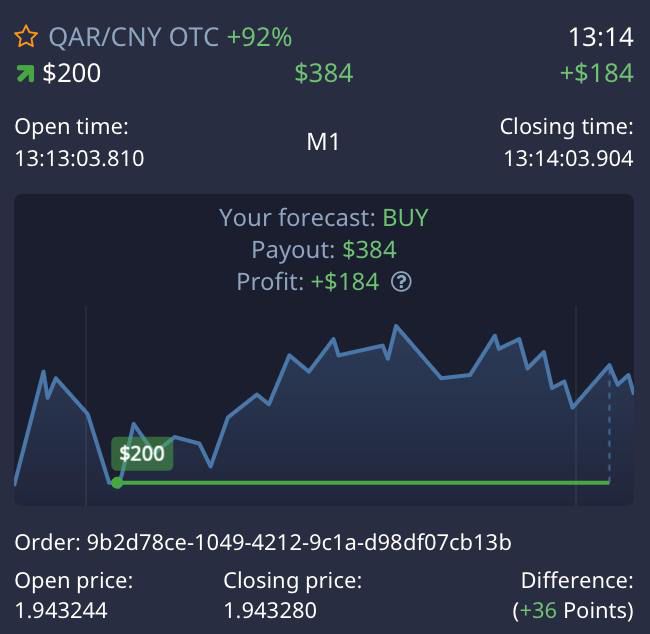 QAR/CNY OTC +92% 13:14
$200 $384 +$184
Open time: Closing time:
13:13:03.810 M1 13:14:03.904
Your forecast: BUY
Payout: $384
Profit: +$184 ?
$200
Order: 9b2d78ce-1049-4212-9c1a-d98df07cb13b
Open price: Closing price: Difference:
1.943244 1.943280 (+36 Points)